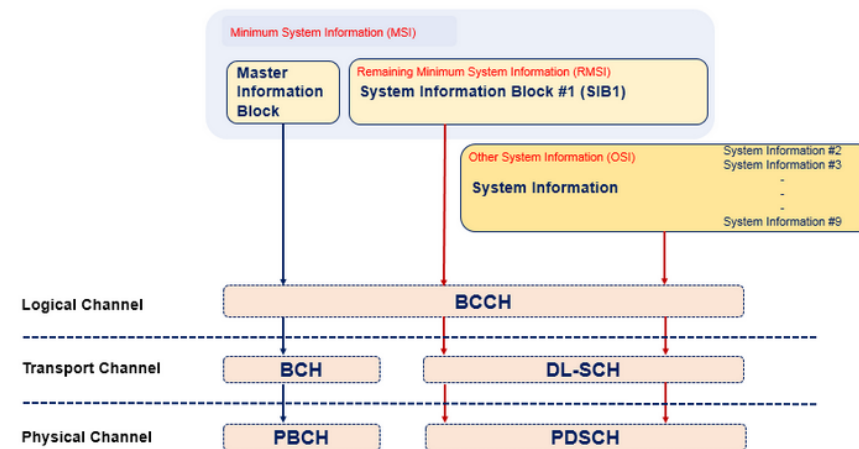 Minimum System Information (MSI)
Master
Information
Block
Remaining Minimum System Information (RMSI)
System Information Block #1 (SIB1)
Other System Information (OSI)
System Information
System Information #2
System Information #3
-
-
-
System Information #9
Logical Channel
BCCH
Transport Channel
BCH
DL-SCH
Physical Channel
PBCH
PDSCH